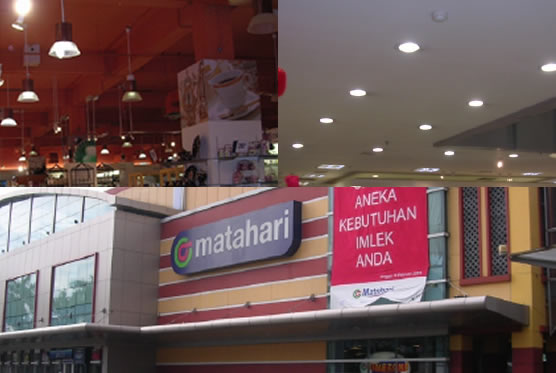 matahari
ANEKA
KEBUTUHAN
IMLEK
ANDA
Matahari